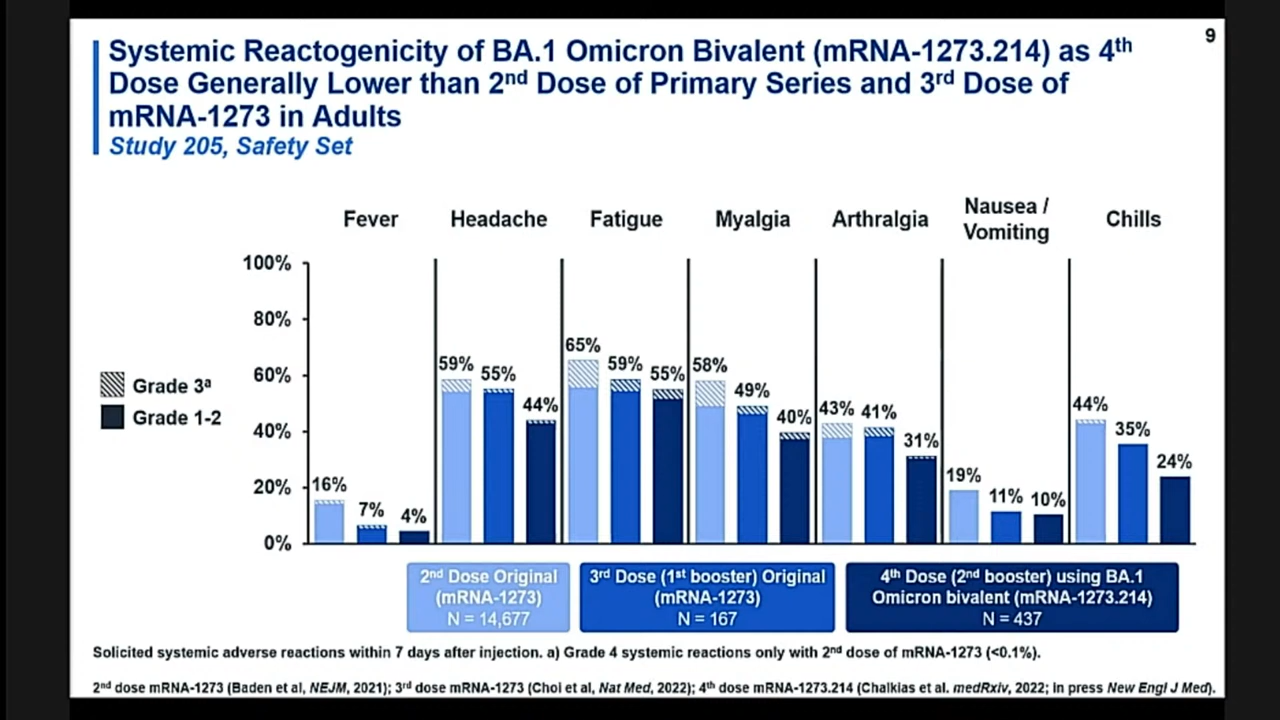 9
Systemic Reactogenicity of BA.1 Omicron Bivalent (mRNA-1273.214) as 4th
Dose Generally Lower than 2nd Dose of Primary Series and 3rd Dose of
mRNA-1273 in Adults
Study 205, Safety Set
Fever
Headache
Fatigue
Myalgia
Arthralgia
Nausea /
Vomiting
Chills
100%
80%
60%
40%
20%
0%
Grade 3a
Grade 1-2
16%
7%
4%
59%
55%
44%
65%
59%
55%
58%
49%
40%
43%
41%
31%
19%
11%
10%
44%
35%
24%
2nd Dose Original
(mRNA-1273)
N = 14,677
3rd Dose (1st booster) Original
(mRNA-1273)
N = 167
4th Dose (2nd booster) using BA.1
Omicron bivalent (mRNA-1273.214)
N = 437
Solicited systemic adverse reactions within 7 days after injection. a) Grade 4 systemic reactions only with 2nd dose of mRNA-1273 (<0.1%).
2nd dose mRNA-1273 (Baden et al, NEJM, 2021); 3rd dose mRNA-1273 (Choi et al, Nat Med, 2022); 4th dose mRNA-1273.214 (Chalkias et al. medRxiv, 2022; in press New Engl J Med).